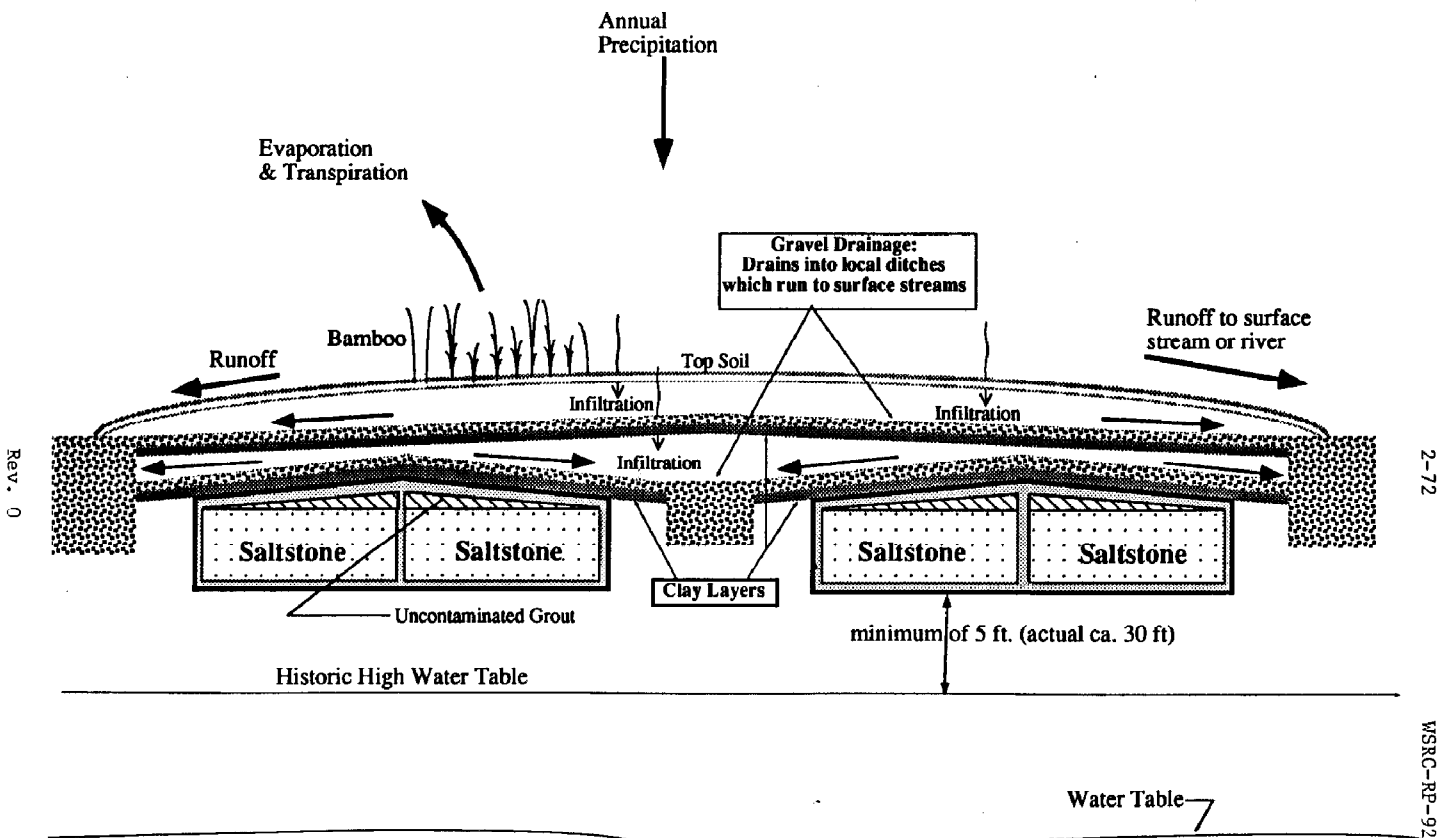 Annual
Precipitation
Evaporation
& Transpiration
Gravel Drainage:
Drains into local ditches
which run to surface streams
Runoff to surface
stream or river
Bamboo
Runoff
Top Soil
Infiltration
Infiltration
Infiltration
Saltstone
Saltstone
Saltstone
Saltstone
Clay Layers
Uncontaminated Grout
minimum of 5 ft. (actual ca. 30 ft)
Historic High Water Table
Water Table
Rev. 0
2-72
WSRC-RP-92